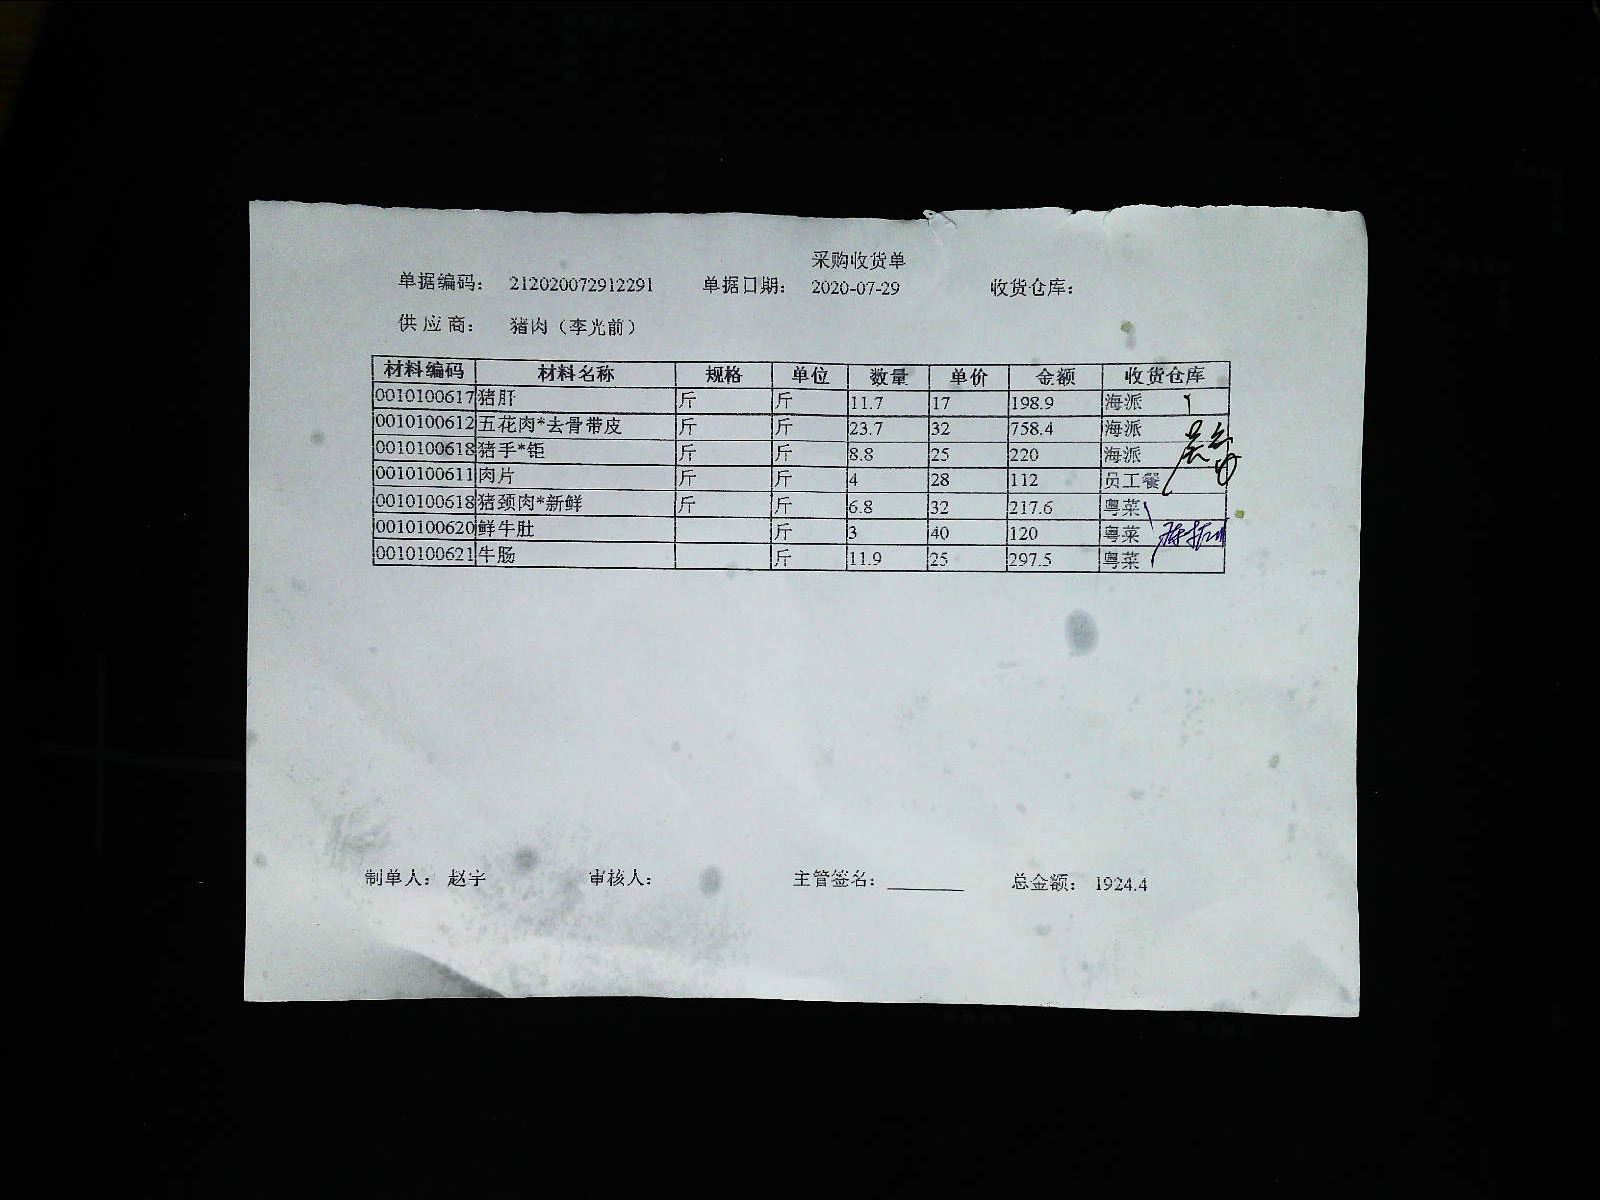 采购收货单
单据编码： 212020072912291 单据日期： 2020-07-29 收货仓库：
供应商： 猪肉（李光前）
材料编码 材料名称 规格 单位 数量 单价 金额 收货仓库
0010100617 猪肝 斤 斤 11.7 17 198.9 海派
0010100612 五花肉*去骨带皮 斤 斤 23.7 32 758.4 海派
0010100618 猪手*钜 斤 斤 8.8 25 220 海派
0010100611 肉片 斤 斤 4 28 112 员工餐
0010100618 猪颈肉*新鲜 斤 斤 6.8 32 217.6 粤菜
0010100620 鲜牛肚 斤 3 40 120 粤菜
0010100621 牛肠 斤 11.9 25 297.5 粤菜
制单人： 赵宇 审核人： 主管签名： 总金额： 1924.4